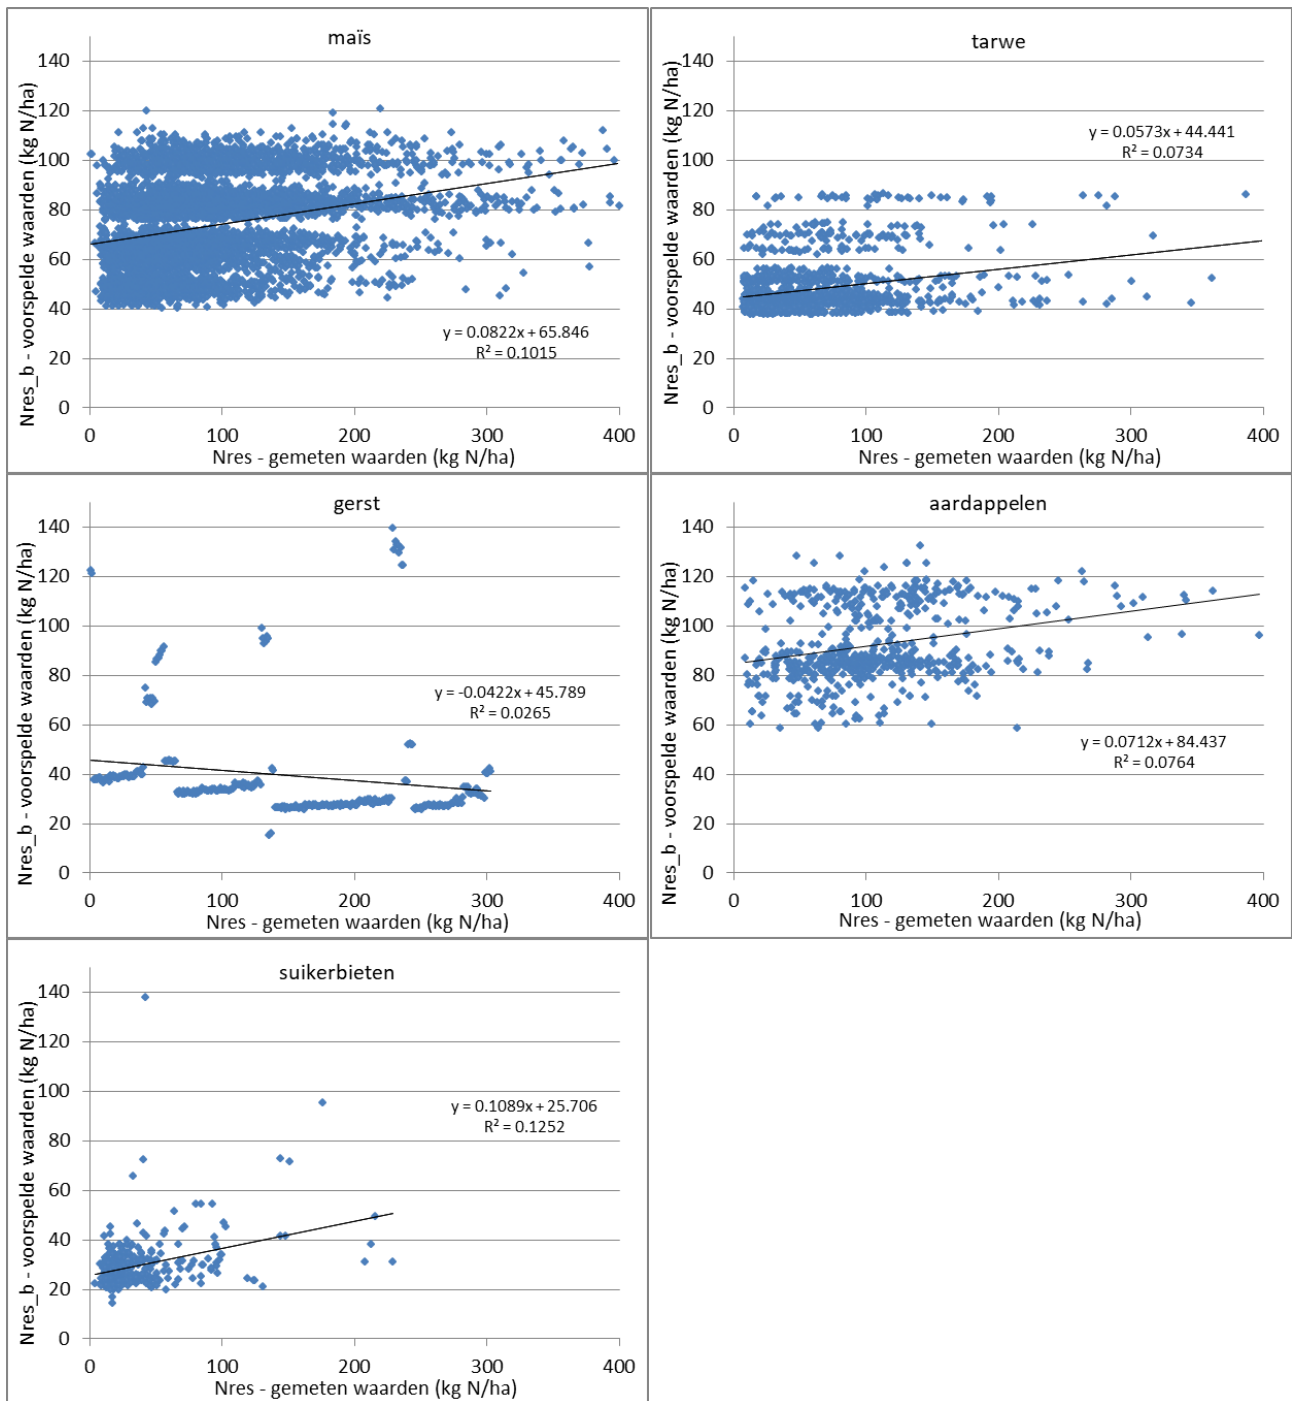 maïs
Nres_b - voorspelde waarden (kg N/ha)
140
120
100
80
60
40
20
0
y = 0.0822x + 65.846
R² = 0.1015
0 100 200 300 400
Nres - gemeten waarden (kg N/ha)
tarwe
Nres_b - voorspelde waarden (kg N/ha)
140
120
100
80
60
40
20
0
y = 0.0573x + 44.441
R² = 0.0734
0 100 200 300 400
Nres - gemeten waarden (kg N/ha)
gerst
Nres_b - voorspelde waarden (kg N/ha)
140
120
100
80
60
40
20
0
y = -0.0422x + 45.789
R² = 0.0265
0 100 200 300 400
Nres - gemeten waarden (kg N/ha)
aardappelen
Nres_b - voorspelde waarden (kg N/ha)
140
120
100
80
60
40
20
0
y = 0.0712x + 84.437
R² = 0.0764
0 100 200 300 400
Nres - gemeten waarden (kg N/ha)
suikerbieten
Nres_b - voorspelde waarden (kg N/ha)
140
120
100
80
60
40
20
0
y = 0.1089x + 25.706
R² = 0.1252
0 100 200 300 400
Nres - gemeten waarden (kg N/ha)